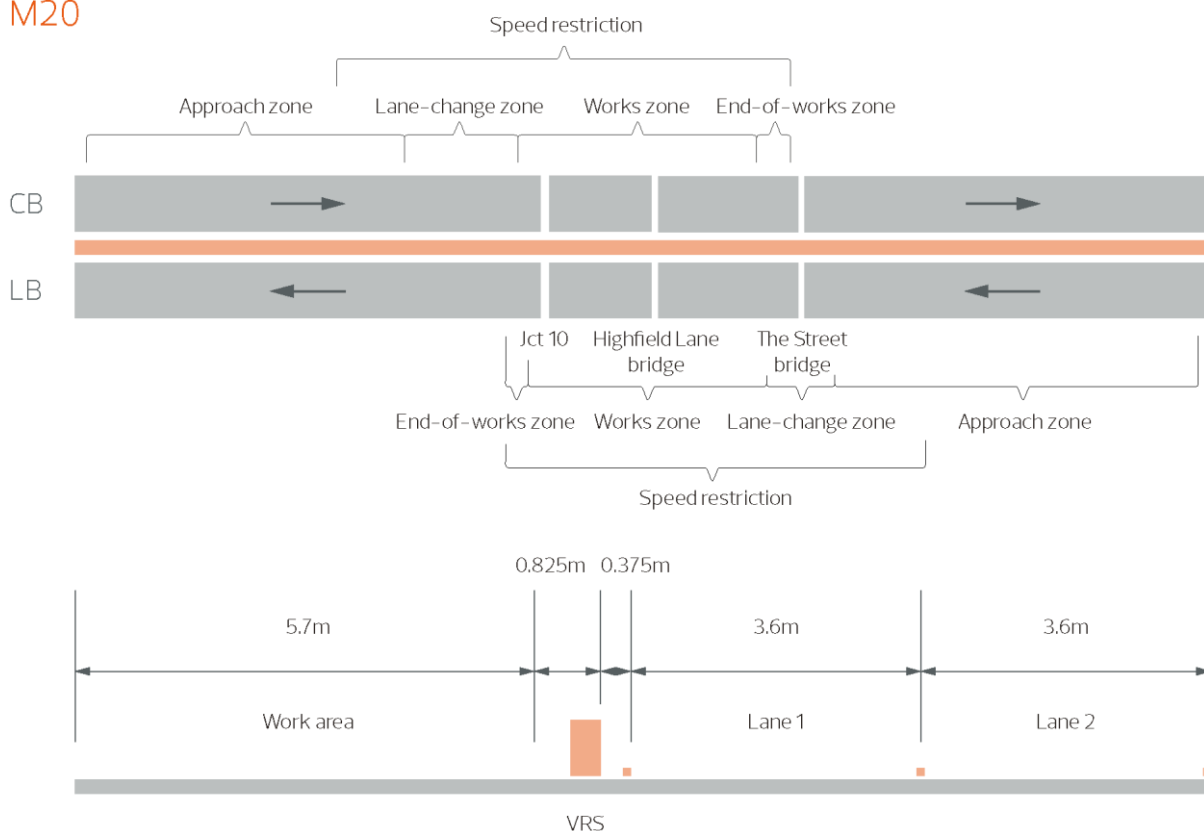 M20
Speed restriction
Approach zone
Lane-change zone
Works zone
End-of-works zone
CB
LB
Jct 10
Highfield Lane
bridge
The Street
bridge
End-of-works zone
Works zone
Lane-change zone
Approach zone
Speed restriction
0.825m
0.375m
5.7m
3.6m
3.6m
Work area
Lane 1
Lane 2
VRS